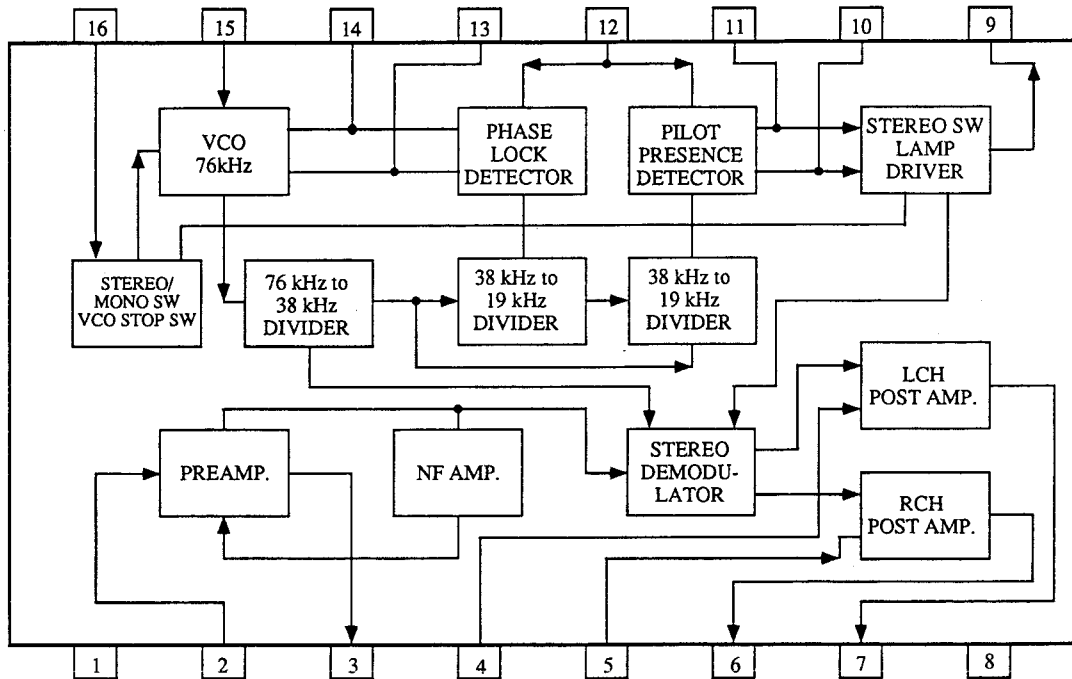 16 15 14 13 12 11 10 9
VCO
76kHz
PHASE
LOCK
DETECTOR
PILOT
PRESENCE
DETECTOR
STEREO SW
LAMP
DRIVER
STEREO/
MONO SW
VCO STOP SW
76 kHz to
38 kHz
DIVIDER
38 kHz to
19 kHz
DIVIDER
38 kHz to
19 kHz
DIVIDER
LCH
POST AMP.
PREAMP.
NF AMP.
STEREO
DEMODU-
LATOR
RCH
POST AMP.
1 2 3 4 5 6 7 8